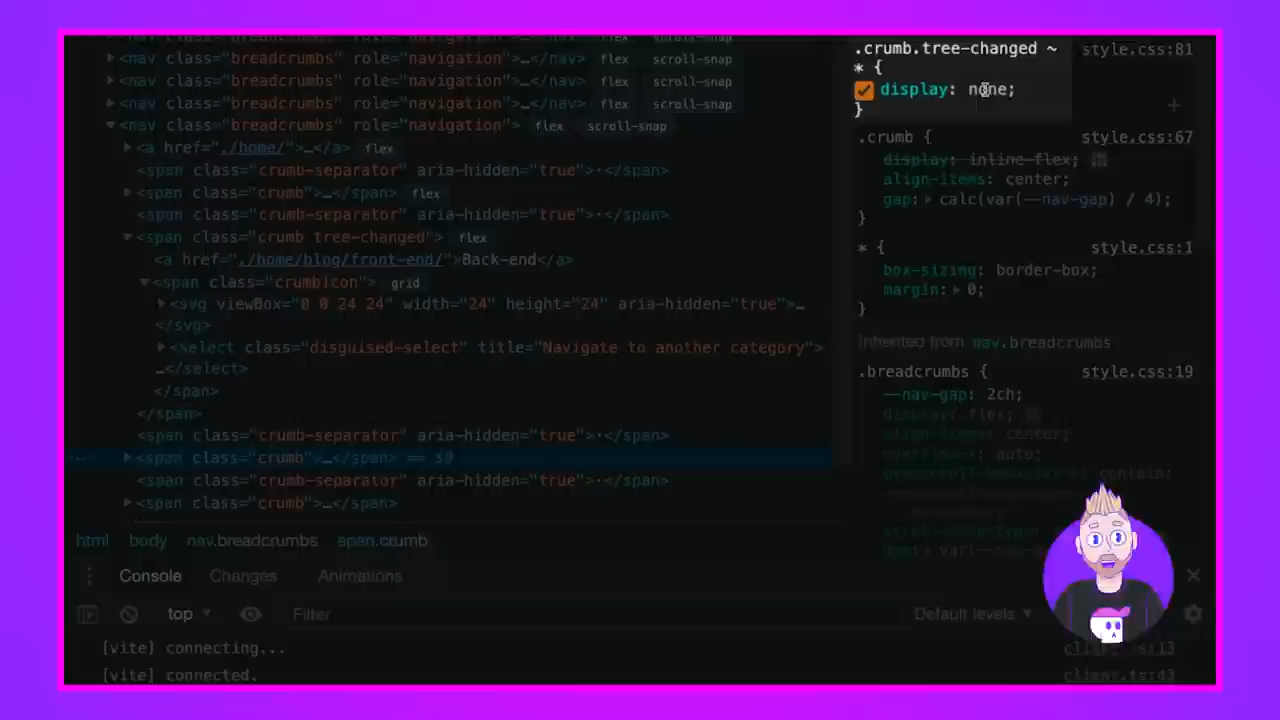 ▶<nav class="breadcrumbs" role="navigation">…</nav> flex scroll-snap
▶<nav class="breadcrumbs" role="navigation">…</nav> flex scroll-snap
▶<nav class="breadcrumbs" role="navigation">…</nav> flex scroll-snap
▼<nav class="breadcrumbs" role="navigation"> flex scroll-snap
▶<a href="./home/">…</a> flex
<span class="crumb-separator" aria-hidden="true">·</span>
▶<span class="crumb">…</span> flex
<span class="crumb-separator" aria-hidden="true">·</span>
▼<span class="crumb tree-changed"> flex
<a href="./home/blog/front-end/">Back-end</a>
▼<span class="crumbicon"> grid
▶<svg viewBox="0 0 24 24" width="24" height="24" aria-hidden="true">…
</svg>
▶<select class="disguised-select" title="Navigate to another category">
…</select>
</span>
</span>
<span class="crumb-separator" aria-hidden="true">·</span>
▶<span class="crumb">…</span> == $0
<span class="crumb-separator" aria-hidden="true">·</span>
▶<span class="crumb">…</span>
html body nav.breadcrumbs span.crumb
.crumb.tree-changed ~ style.css:81
* {
display: none;
}
.crumb { style.css:67
display: inline-flex;
align-items: center;
gap: ▶ calc(var(--nav-gap) / 4);
}
* { style.css:1
box-sizing: border-box;
margin: ▶ 0;
}
Inherited from nav.breadcrumbs
.breadcrumbs { style.css:19
--nav-gap: 2ch;
display: flex;
align-items: center;
overflow-x: auto;
contain;
Console Changes Animations
top Filter Default levels
[vite] connecting...
[vite] connected. client.ts:43